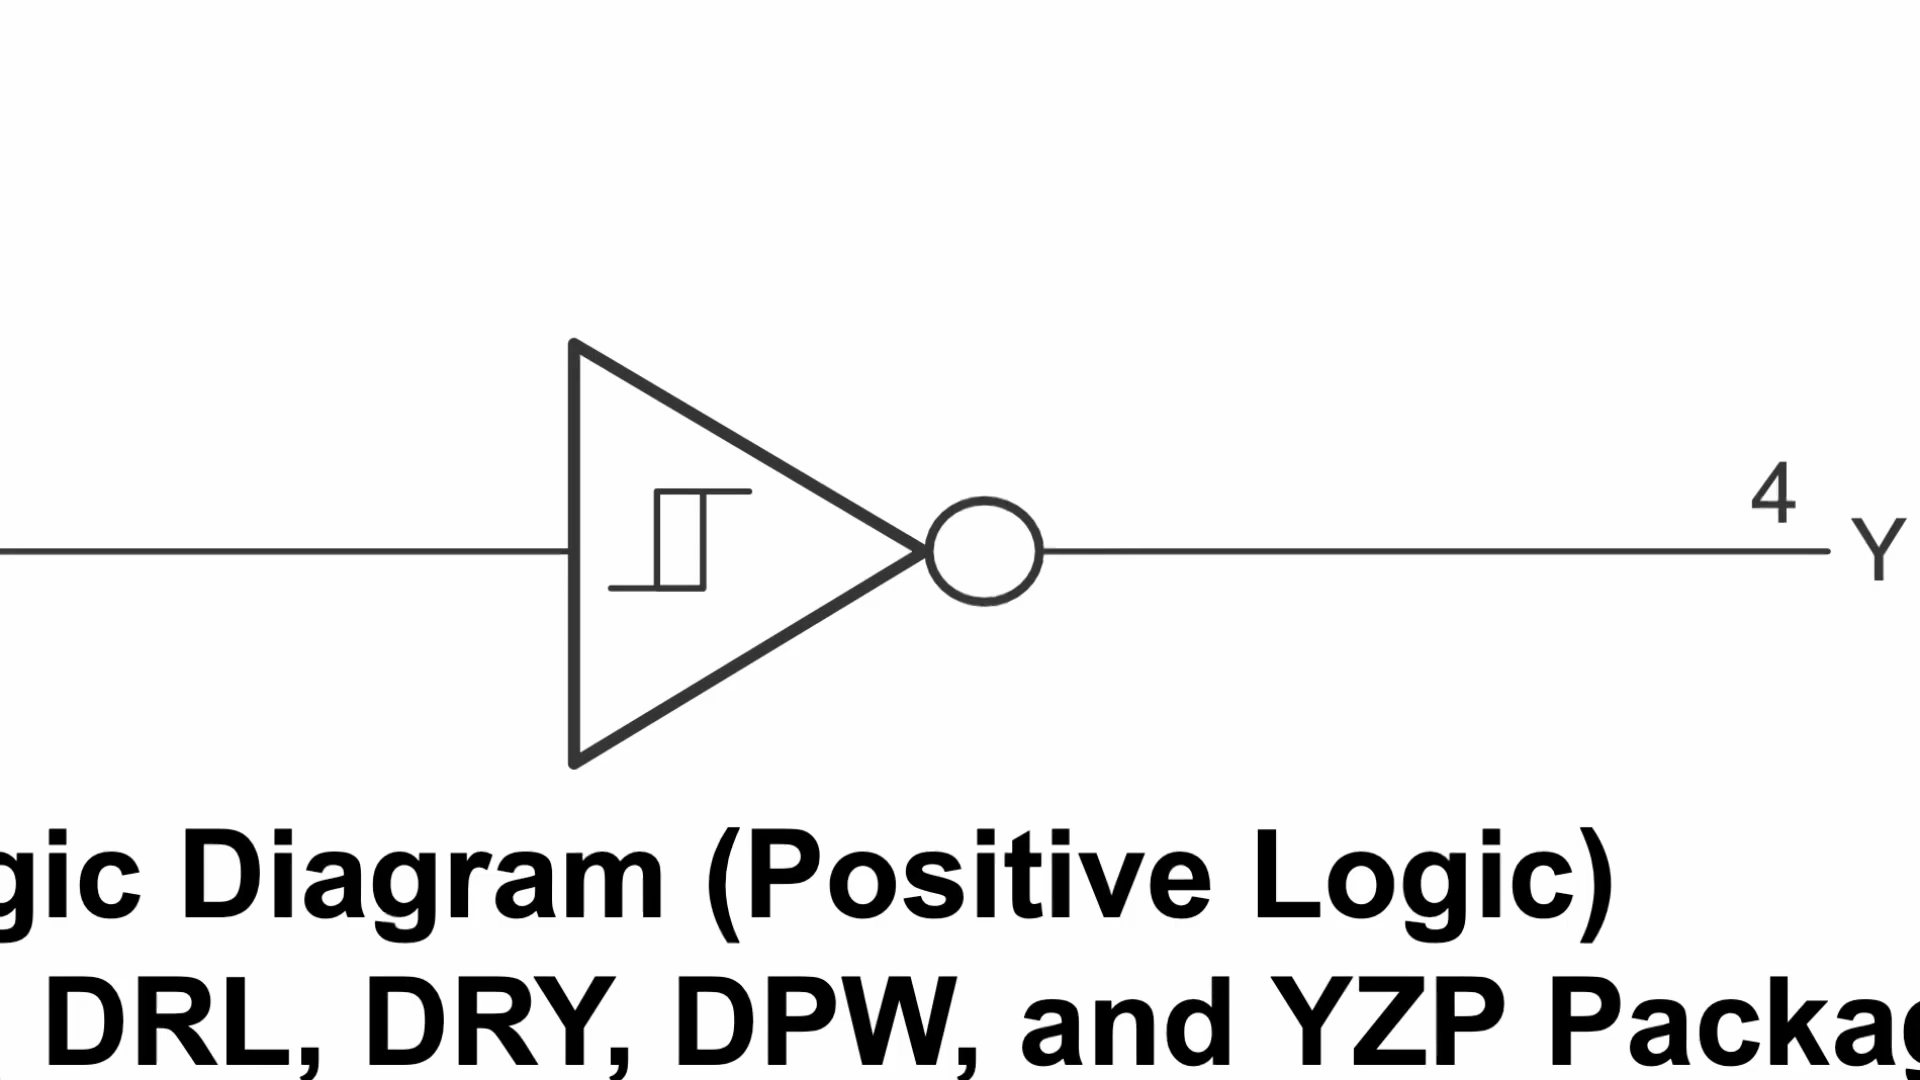 4
Y
gic Diagram (Positive Logic)
DRL, DRY, DPW, and YZP Packag